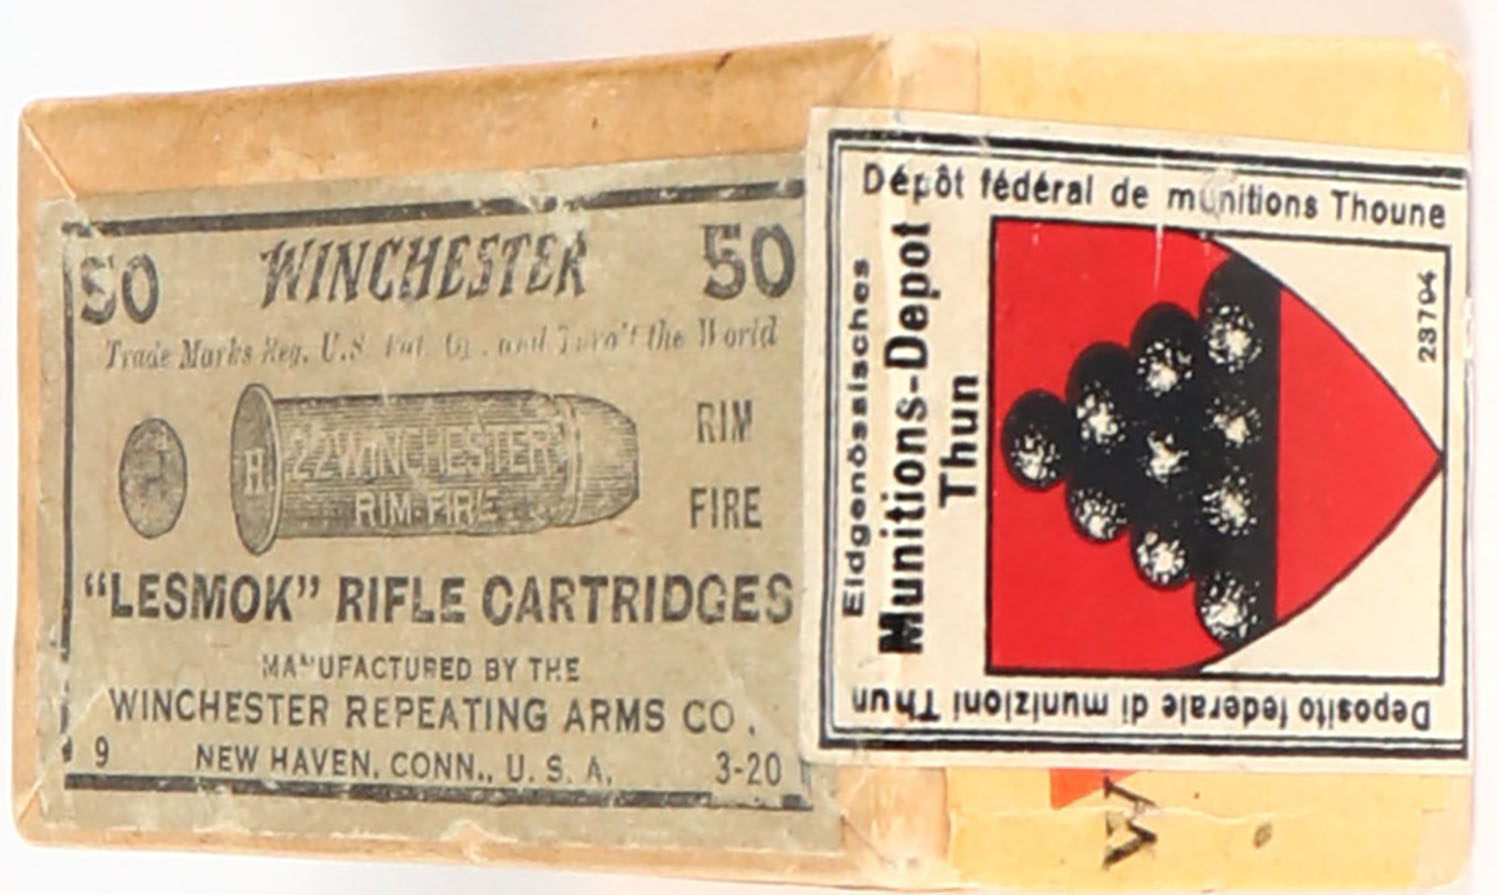 50 WINCHESTER 50
Trade Marks Reg. U.S. Pat. and the World
H.
22 WINCHESTER
RIM-FIRE
RIM
FIRE
"LESMOK" RIFLE CARTRIDGES
MANUFACTURED BY THE
WINCHESTER REPEATING ARMS CO.
9 NEW HAVEN, CONN., U. S. A. 3-20
Dépôt fédéral de munitions Thoune
Eidgenössisches
Munitions-Depot
Thun
23704
Deposito federale di munizioni Thun
W